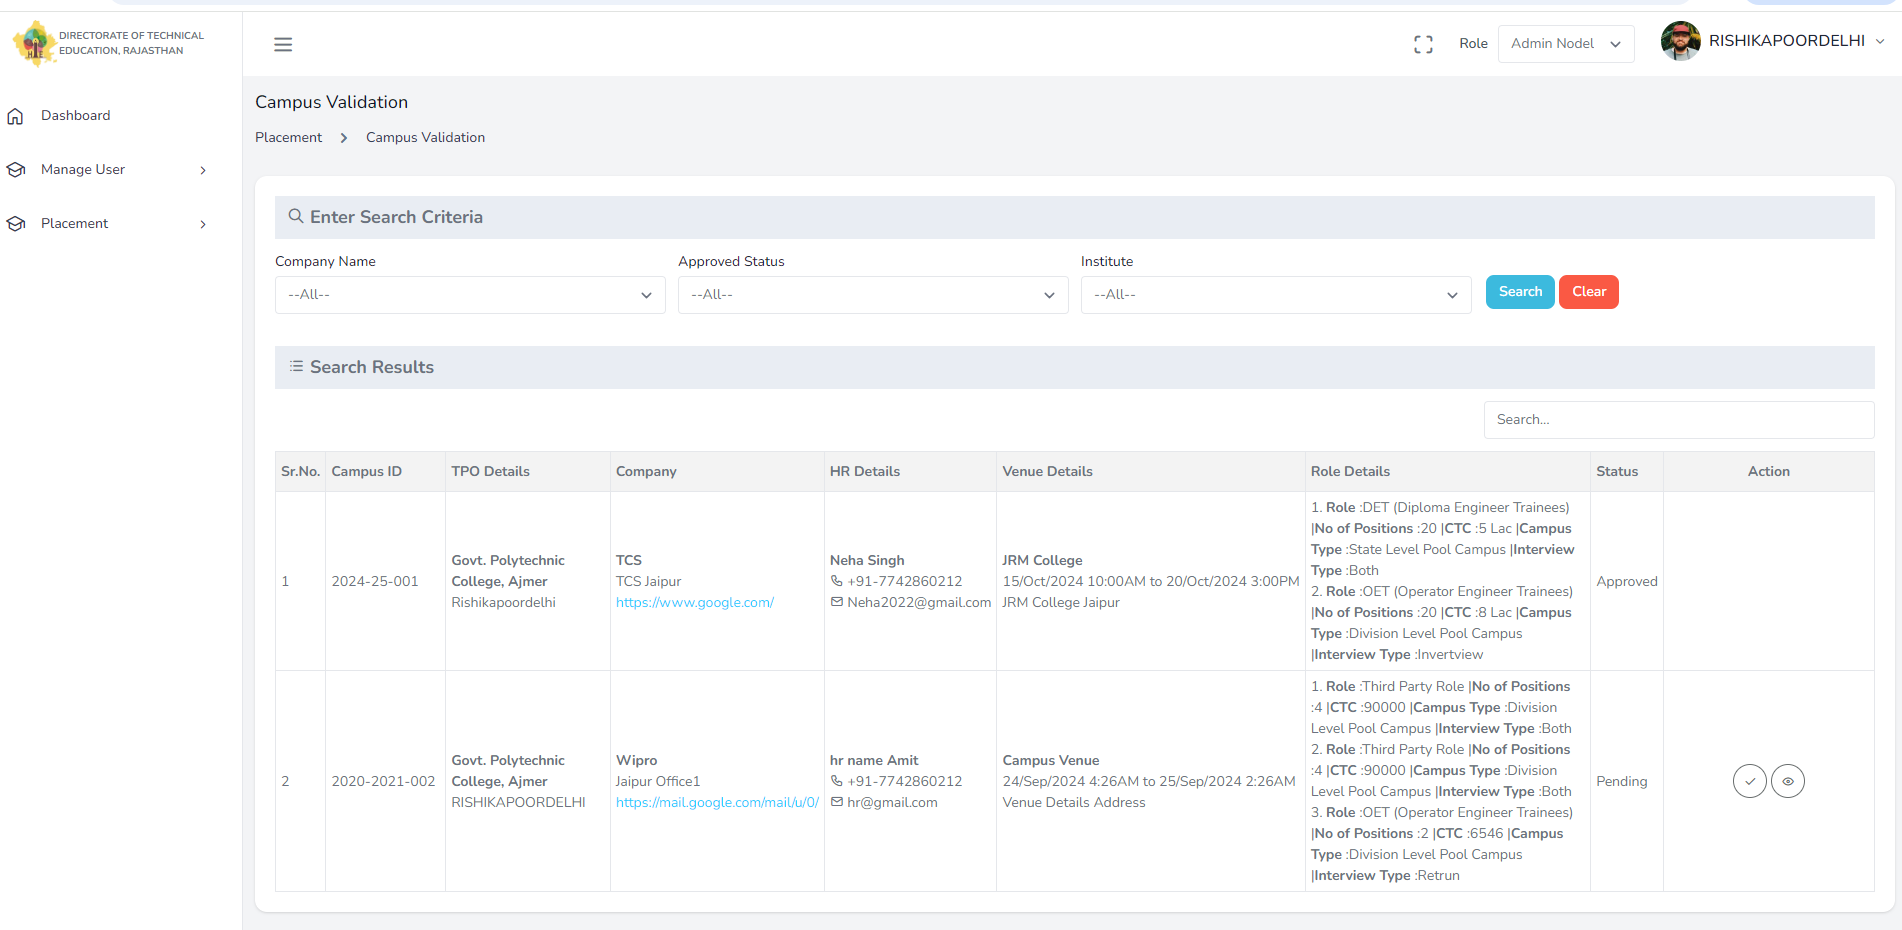 DIRECTORATE OF TECHNICAL
EDUCATION, RAJASTHAN
Role
Admin Nodel
RISHIKAPOORDELHI
Dashboard
Manage User
Placement
Campus Validation
Placement > Campus Validation
Enter Search Criteria
Company Name
Approved Status
Institute
--All--
--All--
--All--
Search
Clear
Search Results
Search...
Sr.No. Campus ID TPO Details Company HR Details Venue Details Role Details Status Action
1
2024-25-001
Govt. Polytechnic
College, Ajmer
Rishikapoordelhi
TCS
TCS Jaipur
https://www.google.com/
Neha Singh
+91-7742860212
Neha2022@gmail.com
JRM College
15/Oct/2024 10:00AM to 20/Oct/2024 3:00PM
JRM College Jaipur
1. Role :DET (Diploma Engineer Trainees)
|No of Positions :20 |CTC :5 Lac |Campus
Type :State Level Pool Campus |Interview
Type :Both
2. Role :OET (Operator Engineer Trainees)
|No of Positions :20 |CTC :8 Lac |Campus
Type :Division Level Pool Campus
|Interview Type :Invertview
Approved
2
2020-2021-002
Govt. Polytechnic
College, Ajmer
RISHIKAPOORDELHI
Wipro
Jaipur Office1
https://mail.google.com/mail/u/0/
hr name Amit
+91-7742860212
hr@gmail.com
Campus Venue
24/Sep/2024 4:26AM to 25/Sep/2024 2:26AM
Venue Details Address
1. Role :Third Party Role |No of Positions
:4 |CTC :90000 |Campus Type :Division
Level Pool Campus |Interview Type :Both
2. Role :Third Party Role |No of Positions
:4 |CTC :90000 |Campus Type :Division
Level Pool Campus |Interview Type :Both
3. Role :OET (Operator Engineer Trainees)
|No of Positions :2 |CTC :6546 |Campus
Type :Division Level Pool Campus
|Interview Type :Retrun
Pending